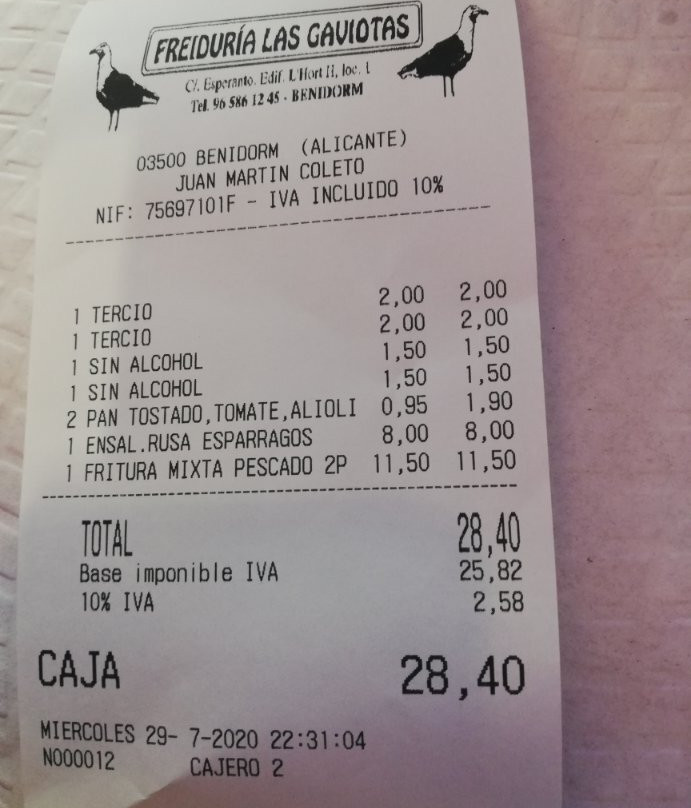 FREIDURÍA LAS GAVIOTAS
C/. Esperanto. Edif. L'Hort II, loc. 1
Tel. 96 586 12 45 - BENIDORM
03500 BENIDORM (ALICANTE)
JUAN MARTIN COLETO
NIF: 75697101F - IVA INCLUIDO 10%
1 TERCIO 2,00 2,00
1 TERCIO 2,00 2,00
1 SIN ALCOHOL 1,50 1,50
1 SIN ALCOHOL 1,50 1,50
2 PAN TOSTADO,TOMATE,ALIOLI 0,95 1,90
1 ENSAL.RUSA ESPARRAGOS 8,00 8,00
1 FRITURA MIXTA PESCADO 2P 11,50 11,50
TOTAL 28,40
Base imponible IVA 25,82
10% IVA 2,58
CAJA 28,40
MIERCOLES 29- 7-2020 22:31:04
N000012 CAJERO 2